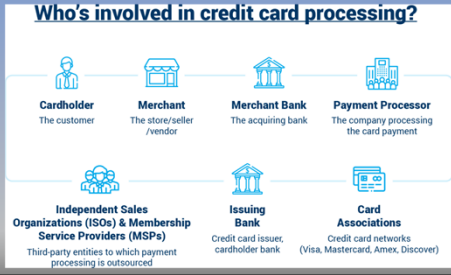 Who's involved in credit card processing?
Cardholder
The customer
Merchant
The store/seller
/vendor
Merchant Bank
The acquiring bank
Payment Processor
The company processing
the card payment
Independent Sales
Organizations (ISOs) & Membership
Service Providers (MSPs)
Third-party entities to which payment
processing is outsourced
Issuing
Bank
Credit card issuer,
cardholder bank
Card
Associations
Credit card networks
(Visa, Mastercard, Amex, Discover)